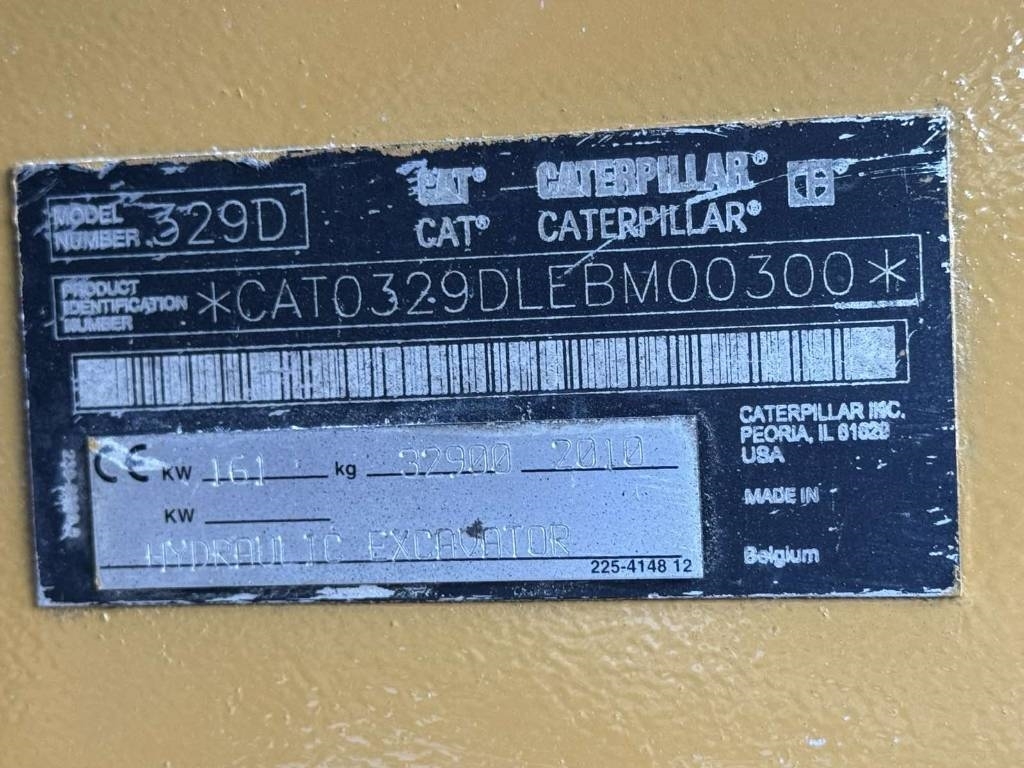 CAT® CATERPILLAR® ®
MODEL NUMBER 329D
CAT® CATERPILLAR®
PRODUCT IDENTIFICATION NUMBER *CAT0329DLEBM00300*
CATERPILLAR INC.
PEORIA, IL 61629
USA
MADE IN
Belgium
CE KW 161 kg 32900 2010
KW
HYDRAULIC EXCAVATOR
225-4148 12